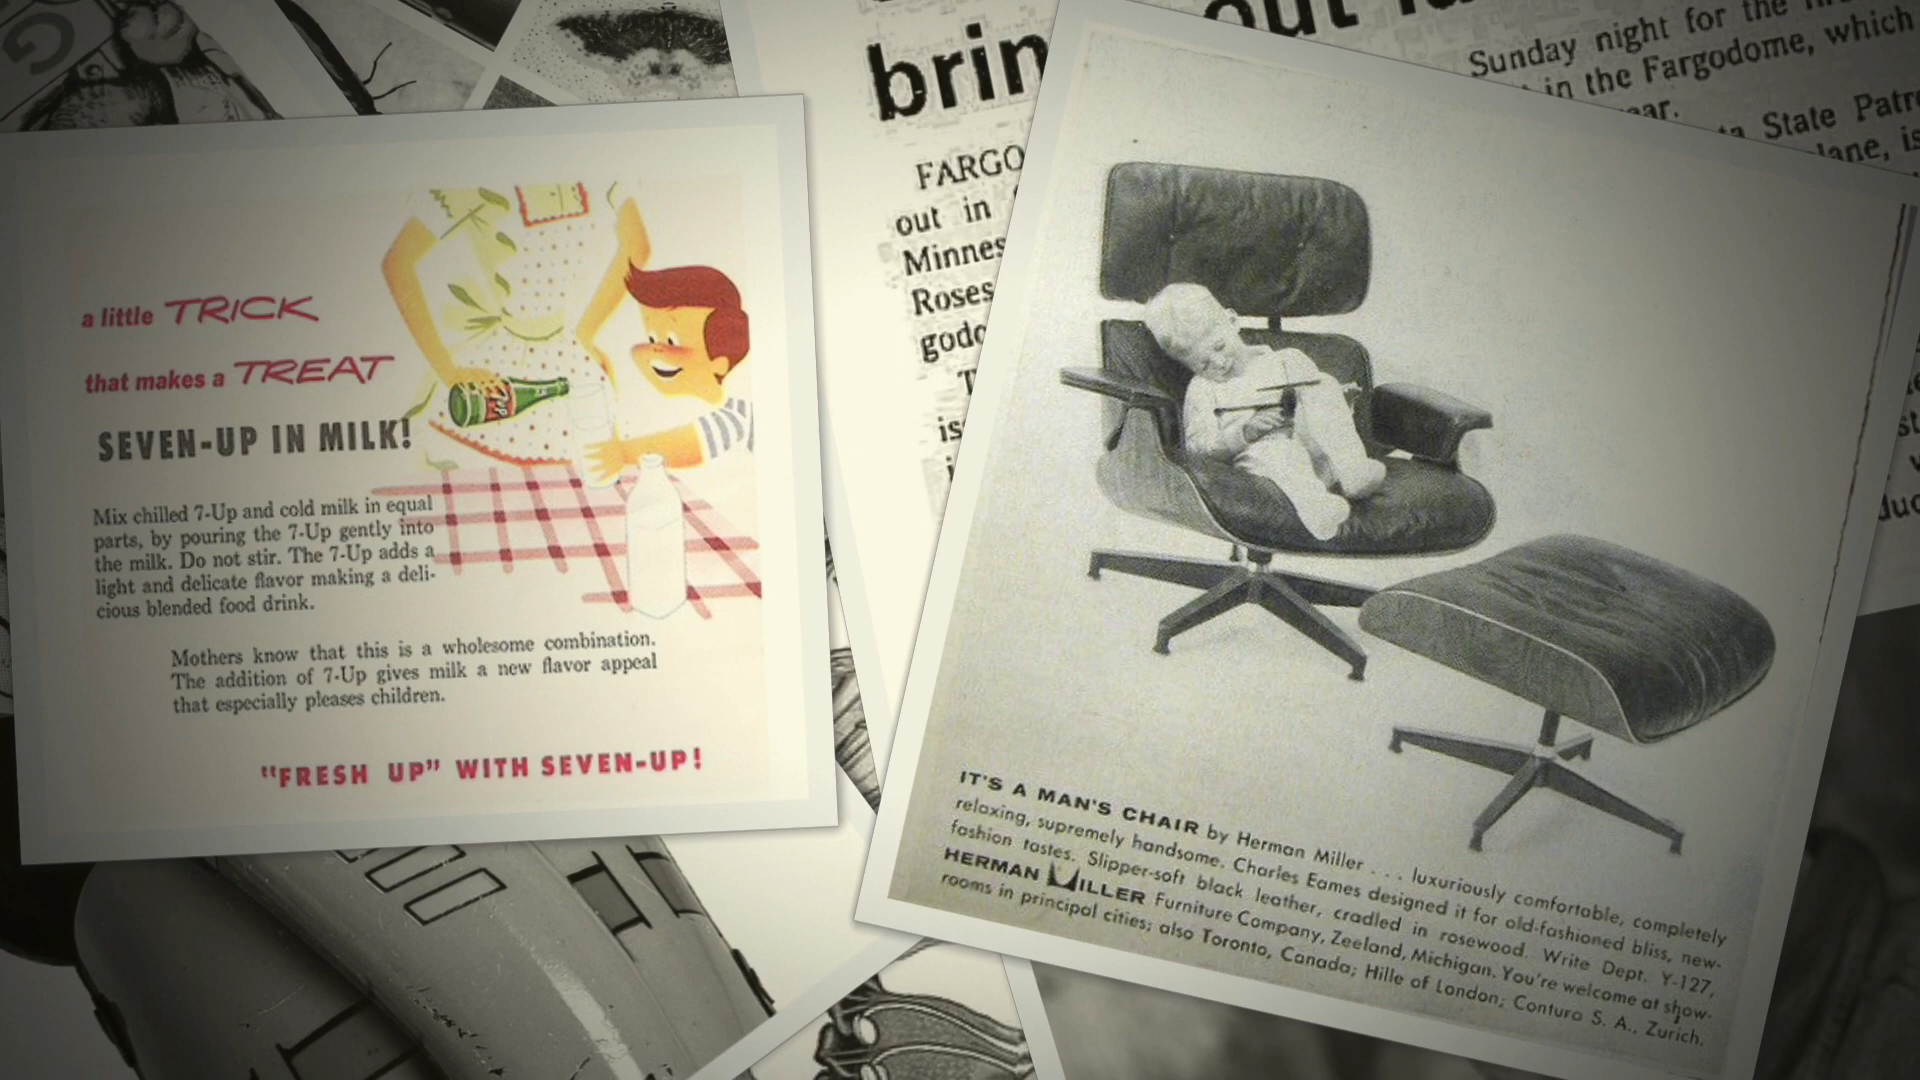 a little TRICK
that makes a TREAT
SEVEN-UP IN MILK!
Mix chilled 7-Up and cold milk in equal
parts, by pouring the 7-Up gently into
the milk. Do not stir. The 7-Up adds a
light and delicate flavor making a deli-
cious blended food drink.
Mothers know that this is a wholesome combination.
The addition of 7-Up gives milk a new flavor appeal
that especially pleases children.
"FRESH UP" WITH SEVEN-UP!
7up
brin
FARGO
out in
Minnes
Roses
godo
is
out
Sunday night for the
in the Fargodome, which
ear.
State Patro
lane, is
IT'S A MAN'S CHAIR by Herman Miller . . . luxuriously comfortable, completely
relaxing, supremely handsome. Charles Eames designed it for old-fashioned bliss, new-
fashion tastes. Slipper-soft black leather, cradled in rosewood. Write Dept. Y-127,
HERMAN MILLER Furniture Company, Zeeland, Michigan. You're welcome at show-
rooms in principal cities; also Toronto, Canada; Hille of London; Contura S. A., Zurich.